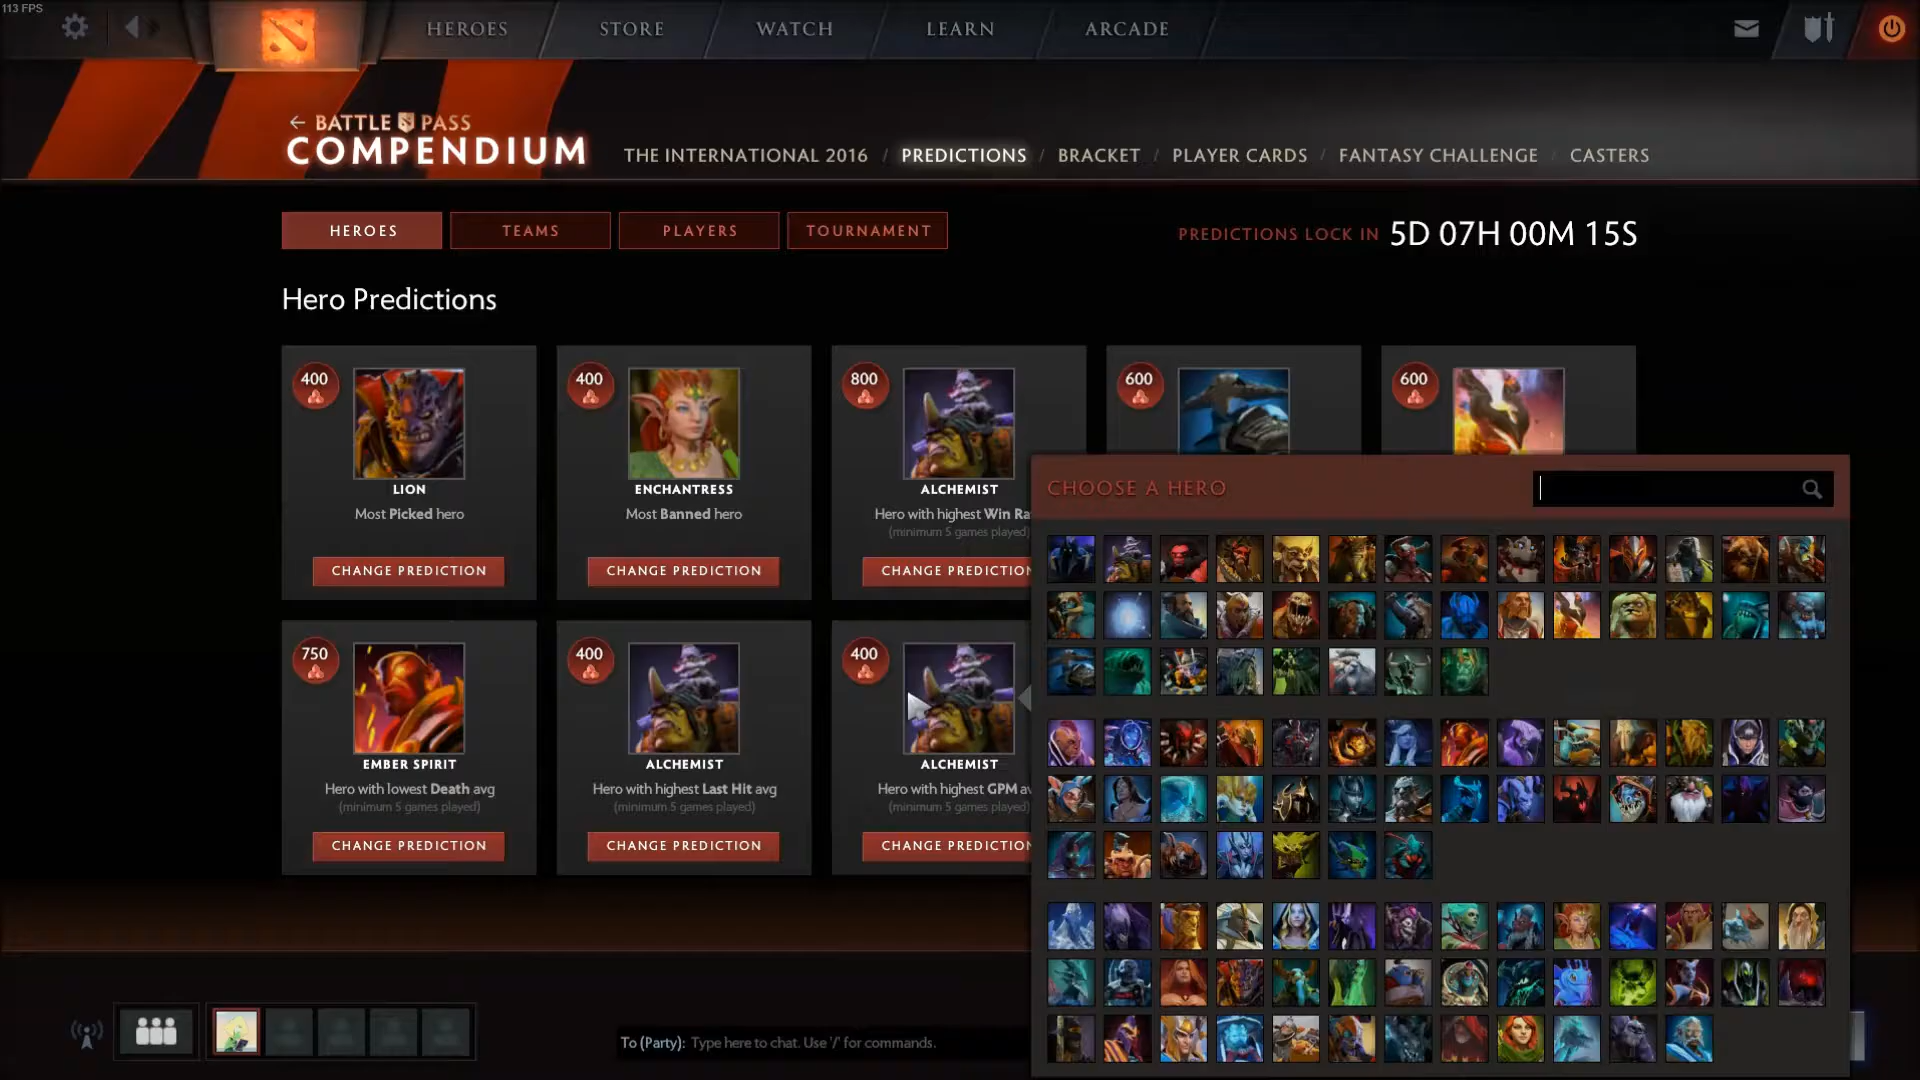 113 FPS
HEROES
STORE
WATCH
LEARN
ARCADE
BATTLE PASS
COMPENDIUM
THE INTERNATIONAL 2016 / PREDICTIONS / BRACKET / PLAYER CARDS / FANTASY CHALLENGE / CASTERS
HEROES
TEAMS
PLAYERS
TOURNAMENT
PREDICTIONS LOCK IN 5D 07H 00M 15S
Hero Predictions
400
LION
Most Picked hero
CHANGE PREDICTION
400
ENCHANTRESS
Most Banned hero
CHANGE PREDICTION
800
ALCHEMIST
Hero with highest Win Ra
(minimum 5 games played)
CHANGE PREDICTION
600
600
CHOOSE A HERO
750
EMBER SPIRIT
Hero with lowest Death avg
(minimum 5 games played)
CHANGE PREDICTION
400
ALCHEMIST
Hero with highest Last Hit avg
(minimum 5 games played)
CHANGE PREDICTION
400
ALCHEMIST
Hero with highest GPM av
(minimum 5 games played)
CHANGE PREDICTION
To (Party): Type here to chat. Use '/' for commands.